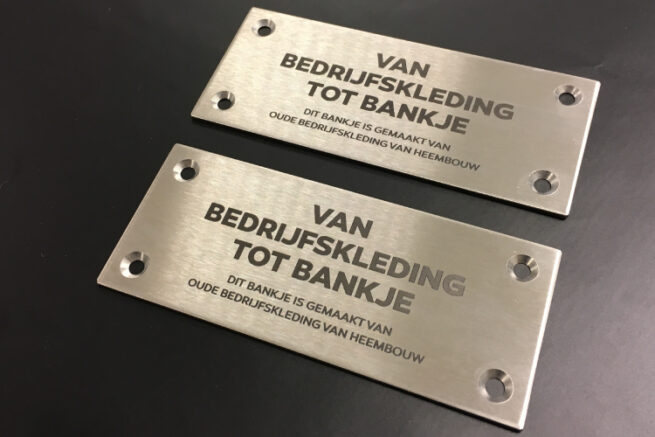 VAN
BEDRIJFSKLEDING
TOT BANKJE
DIT BANKJE IS GEMAAKT VAN
OUDE BEDRIJFSKLEDING VAN HEEMBOUW
VAN
BEDRIJFSKLEDING
TOT BANKJE
DIT BANKJE IS GEMAAKT VAN
OUDE BEDRIJFSKLEDING VAN HEEMBOUW